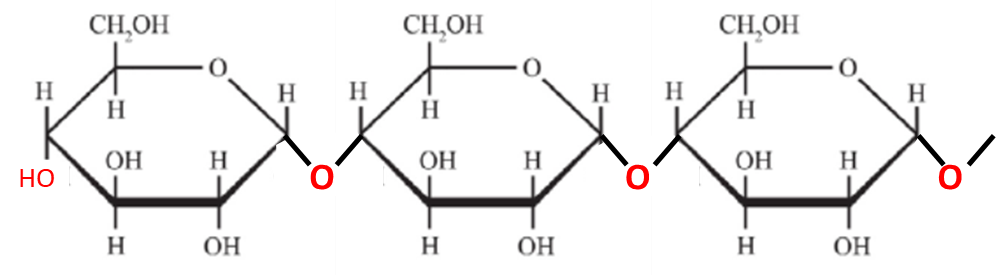 CH₂OH CH₂OH CH₂OH
O O O
H H H H H H
H H H
OH H OH H OH H
HO O O O
H OH H OH H OH